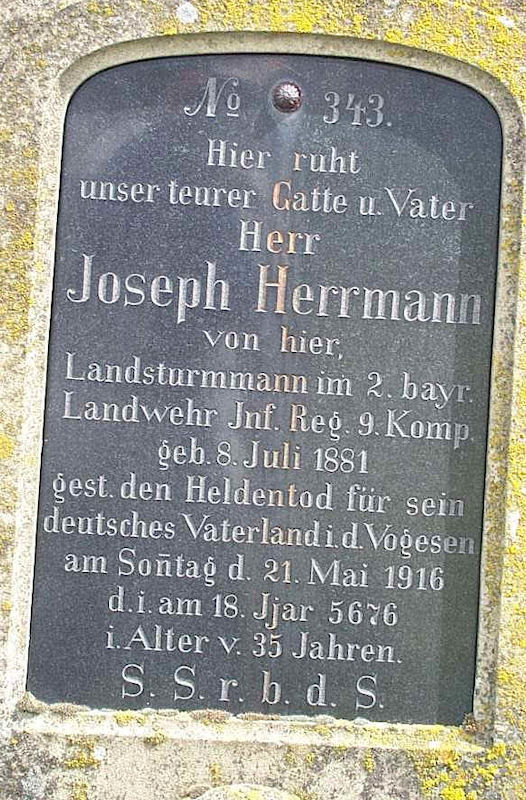 No 343.
Hier ruht
unser teurer Gatte u. Vater
Herr
Joseph Herrmann
von hier,
Landsturmmann im 2. bayr.
Landwehr Jnf. Reg. 9. Komp.
geb. 8. Juli 1881
gest. den Heldentod für sein
deutsches Vaterland i. d. Vogesen
am Son̄tag d. 21. Mai 1916
d. i. am 18. Jjar 5676
i. Alter v. 35 Jahren.
S. S. r. b. d. S.